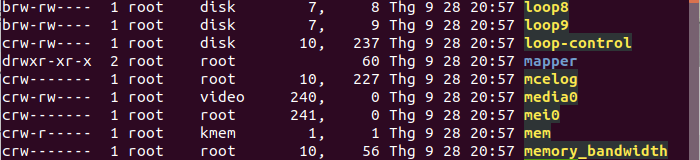 brw-rw---- 1 root disk 7, 8 Thg 9 28 20:57 loop8
brw-rw---- 1 root disk 7, 9 Thg 9 28 20:57 loop9
crw-rw---- 1 root disk 10, 237 Thg 9 28 20:57 loop-control
drwxr-xr-x 2 root root 60 Thg 9 28 20:57 mapper
crw------- 1 root root 10, 227 Thg 9 28 20:57 mcelog
crw-rw---- 1 root video 240, 0 Thg 9 28 20:57 media0
crw------- 1 root root 241, 0 Thg 9 28 20:57 mei0
crw-r----- 1 root kmem 1, 1 Thg 9 28 20:57 mem
crw------- 1 root root 10, 56 Thg 9 28 20:57 memory_bandwidth